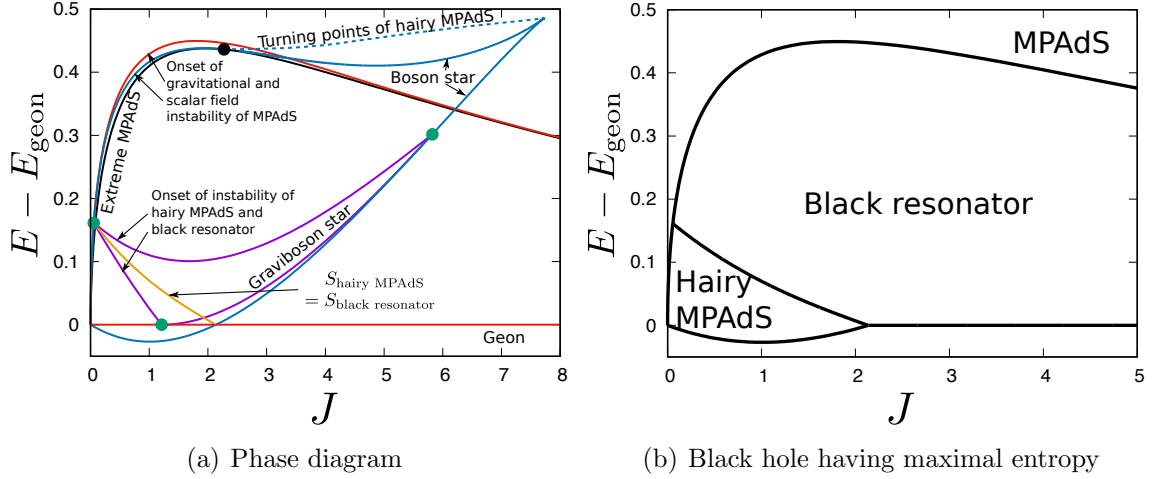 0.5
0.4
0.3
0.2
0.1
0
0 1 2 3 4 5 6 7 8
E − E_geon
J
Turning points of hairy MPAdS
Onset of
gravitational and
scalar field
instability of MPAdS
Boson star
Extreme MPAdS
Onset of instability of
hairy MPAdS and
black resonator
Graviboson star
S_hairy MPAdS
= S_black resonator
Geon
(a) Phase diagram
0.5
0.4
0.3
0.2
0.1
0
0 1 2 3 4 5
E − E_geon
J
MPAdS
Black resonator
Hairy
MPAdS
(b) Black hole having maximal entropy